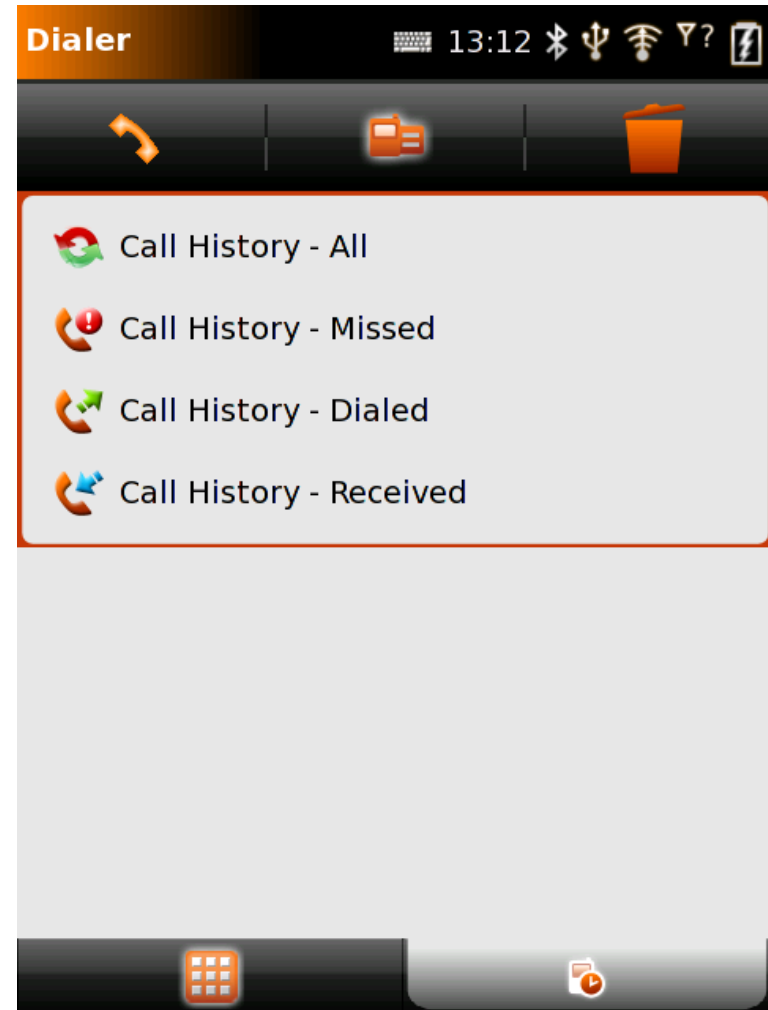 Dialer 13:12 ?
Call History - All
Call History - Missed
Call History - Dialed
Call History - Received